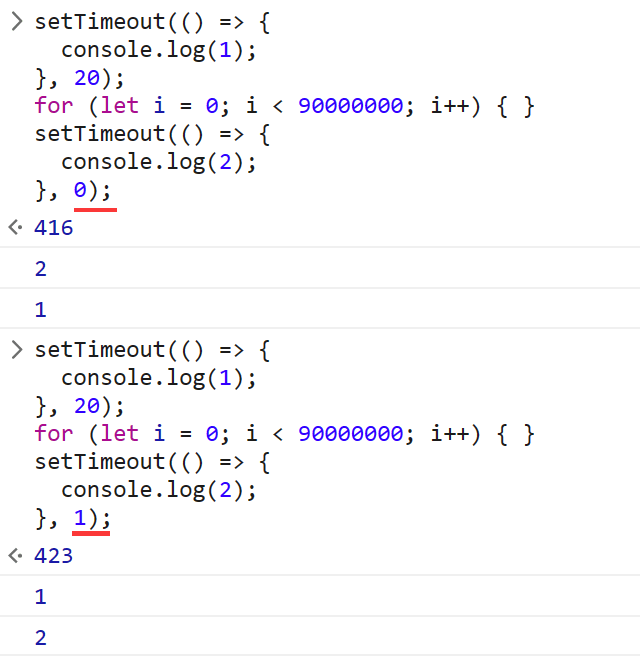 > setTimeout(() => {
console.log(1);
}, 20);
for (let i = 0; i < 90000000; i++) { }
setTimeout(() => {
console.log(2);
}, 0);
416
2
1
> setTimeout(() => {
console.log(1);
}, 20);
for (let i = 0; i < 90000000; i++) { }
setTimeout(() => {
console.log(2);
}, 1);
423
1
2